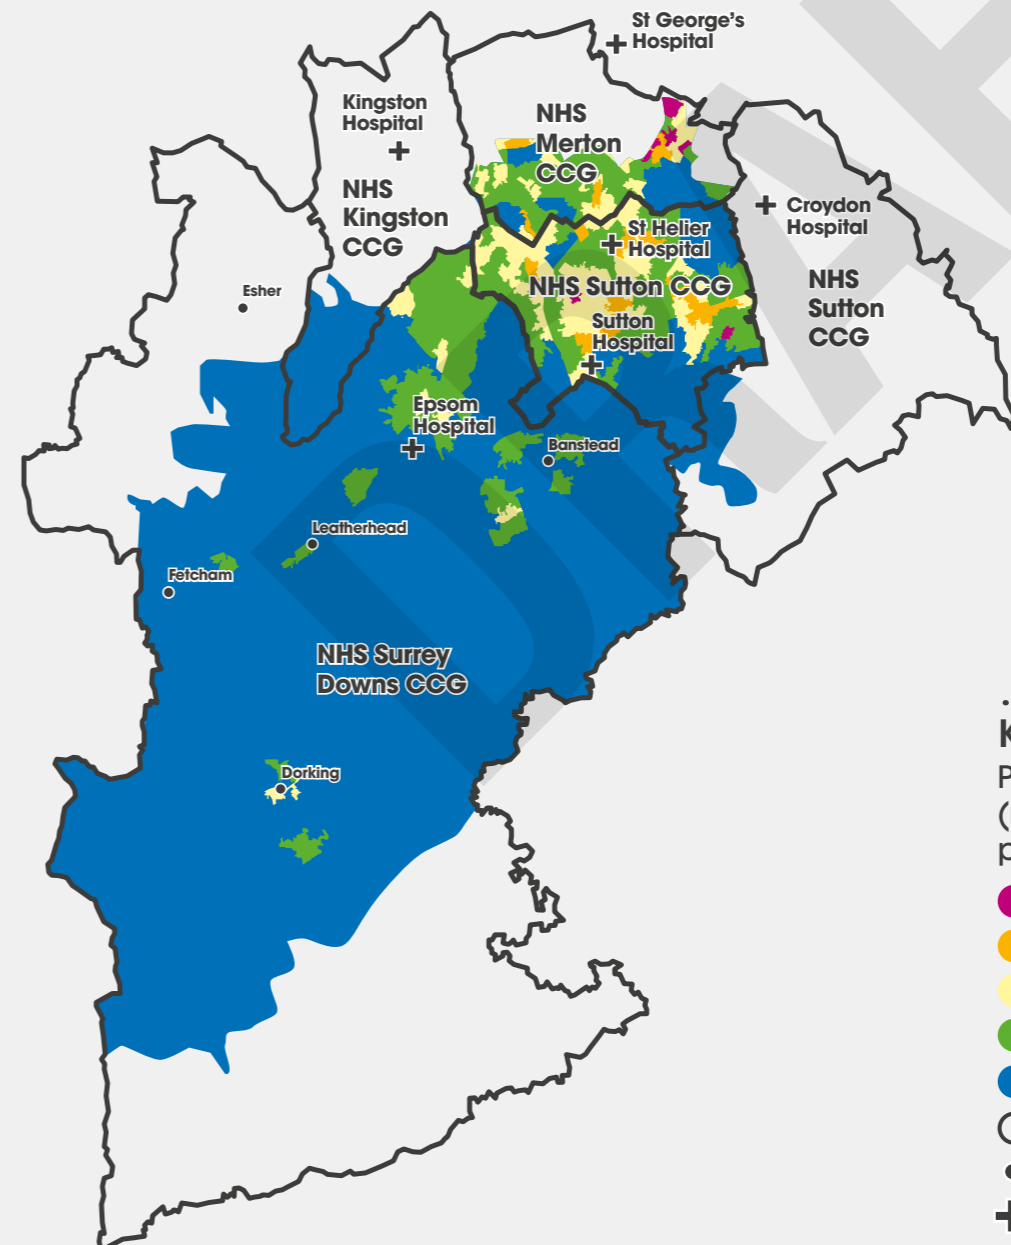 St George's
Hospital
Kingston
Hospital
NHS
Merton
CCG
NHS
Kingston
CCG
Croydon
Hospital
St Helier
Hospital
NHS Sutton CCG
NHS
Sutton
CCG
Esher
Sutton
Hospital
Epsom
Hospital
Banstead
Leatherhead
Fetcham
NHS Surrey
Downs CCG
Dorking
K
P
(
p